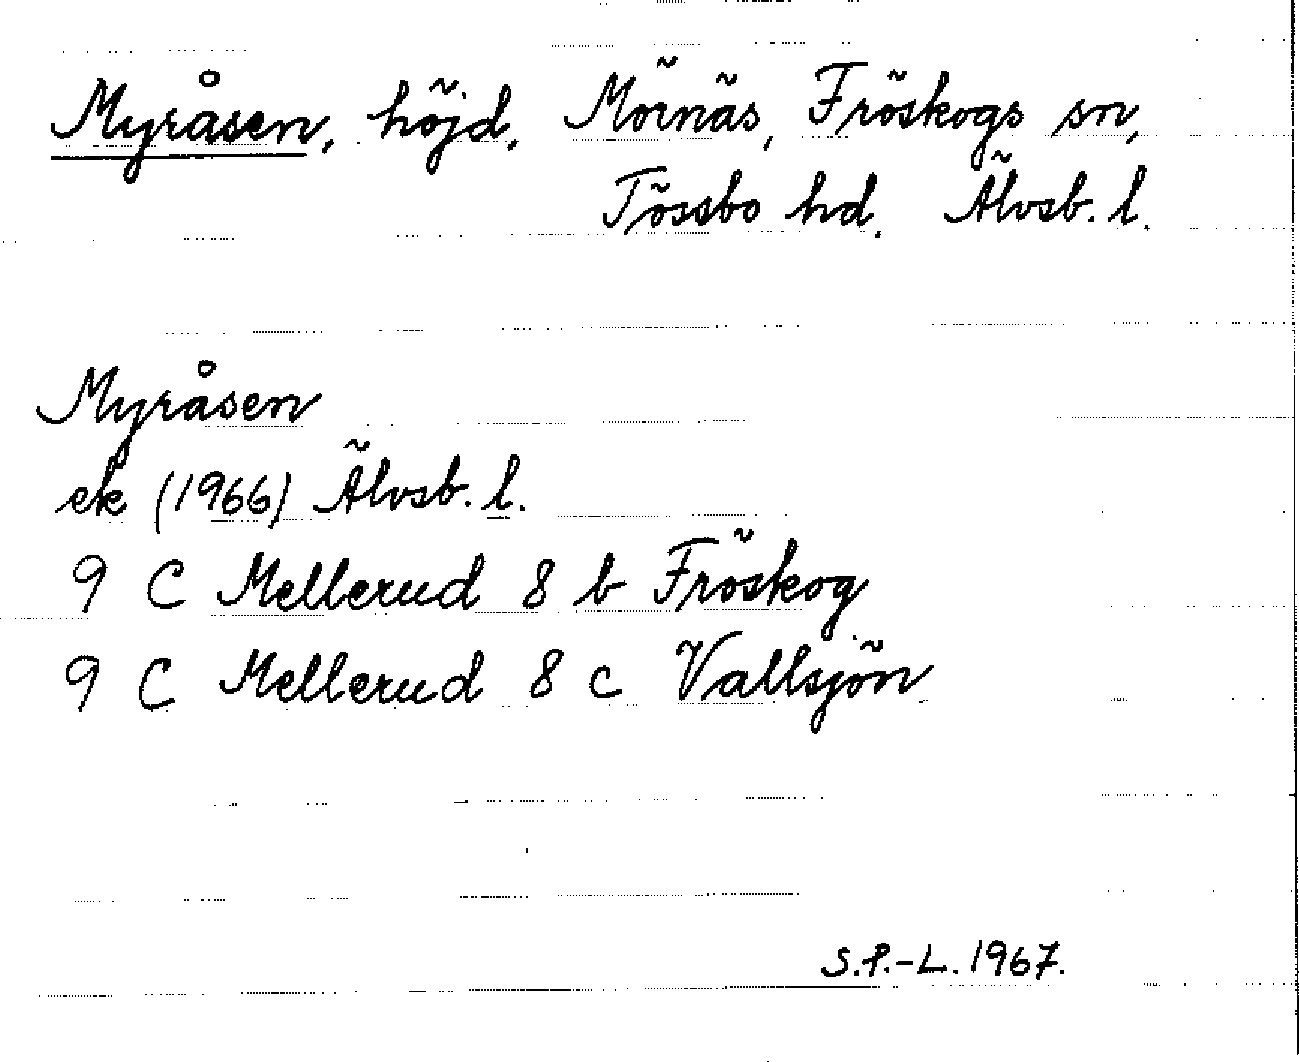 Myråsen, höjd, Mörnäs, Fröskogs sn,
Tössbo hd. Älvsb. l.
Myråsen
ek (1966) Älvsb. l.
9 C Mellerud 8 b Fröskog
9 C Mellerud 8 c Vallsjön
S.P.-L. 1967.